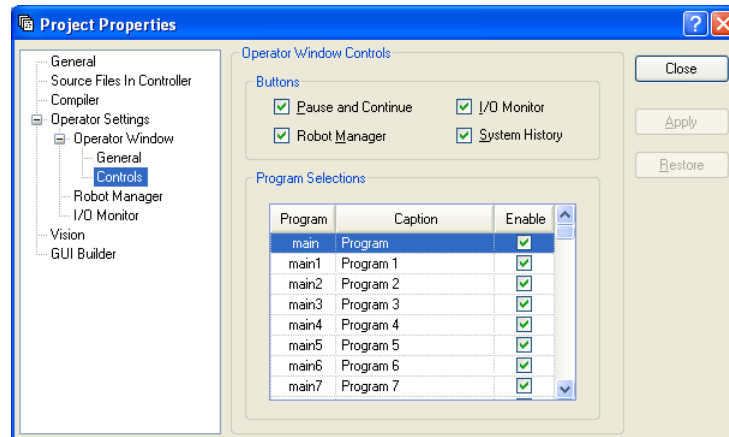 Project Properties
General
Source Files In Controller
Compiler
Operator Settings
Operator Window
General
Controls
Robot Manager
I/O Monitor
Vision
GUI Builder
Operator Window Controls
Buttons
Pause and Continue
I/O Monitor
Robot Manager
System History
Program Selections
Program Caption Enable
main Program
main1 Program 1
main2 Program 2
main3 Program 3
main4 Program 4
main5 Program 5
main6 Program 6
main7 Program 7
Close
Apply
Restore